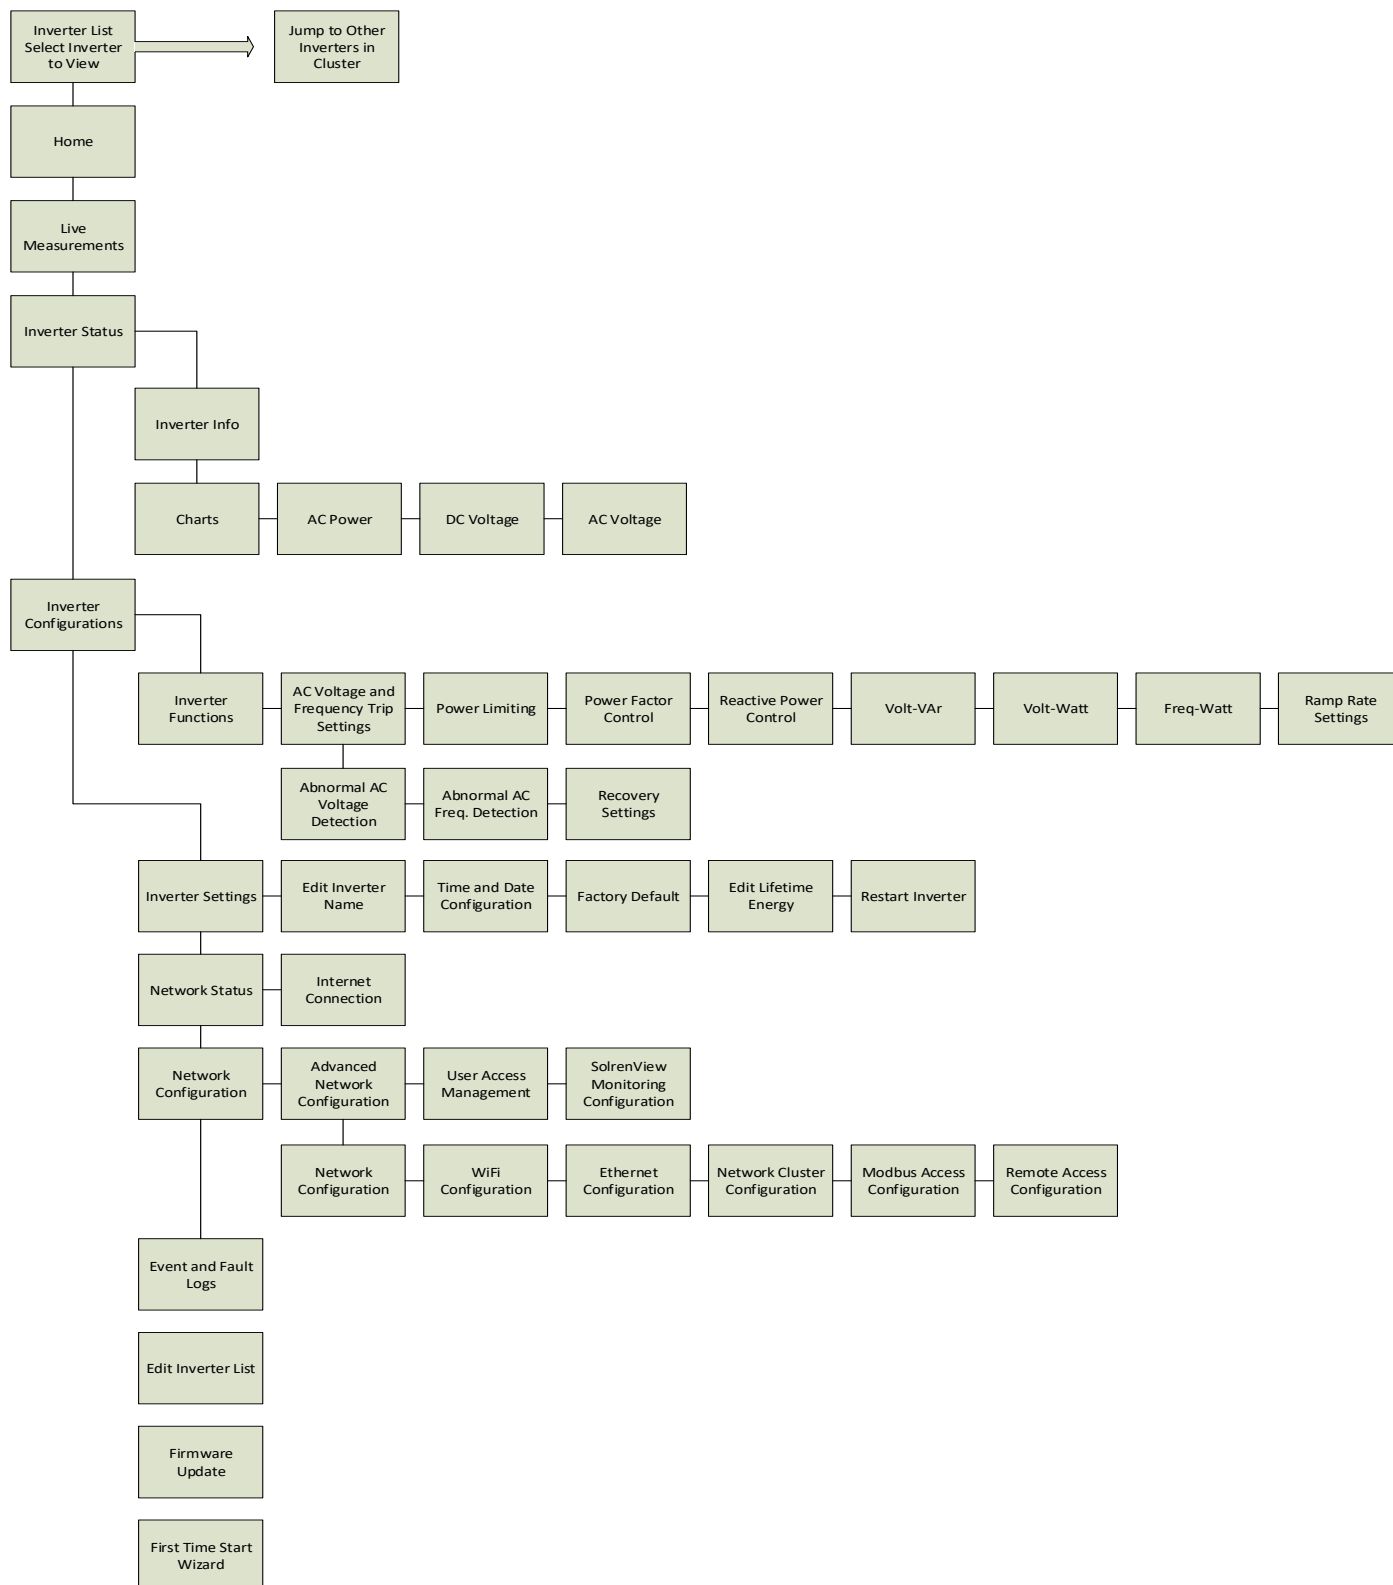 Inverter List
Select Inverter
to View
Jump to Other
Inverters in
Cluster
Home
Live
Measurements
Inverter Status
Inverter Info
Charts
AC Power
DC Voltage
AC Voltage
Inverter
Configurations
Inverter
Functions
AC Voltage and
Frequency Trip
Settings
Power Limiting
Power Factor
Control
Reactive Power
Control
Volt-VAr
Volt-Watt
Freq-Watt
Ramp Rate
Settings
Abnormal AC
Voltage
Detection
Abnormal AC
Freq. Detection
Recovery
Settings
Inverter Settings
Edit Inverter
Name
Time and Date
Configuration
Factory Default
Edit Lifetime
Energy
Restart Inverter
Network Status
Internet
Connection
Network
Configuration
Advanced
Network
Configuration
User Access
Management
SolrenView
Monitoring
Configuration
Network
Configuration
WiFi
Configuration
Ethernet
Configuration
Network Cluster
Configuration
Modbus Access
Configuration
Remote Access
Configuration
Event and Fault
Logs
Edit Inverter List
Firmware
Update
First Time Start
Wizard